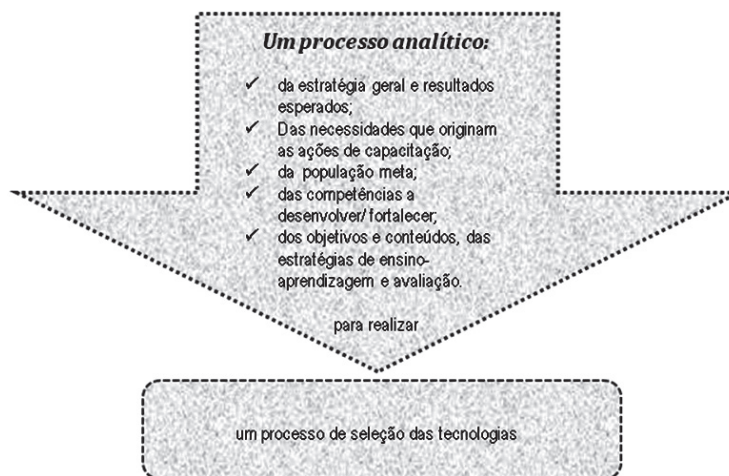 Um processo analítico:
✓ da estratégia geral e resultados
esperados;
✓ Das necessidades que originam
as ações de capacitação;
✓ da população meta;
✓ das competências a
desenvolver/ fortalecer;
✓ dos objetivos e conteúdos, das
estratégias de ensino-
aprendizagem e avaliação.
para realizar
um processo de seleção das tecnologias